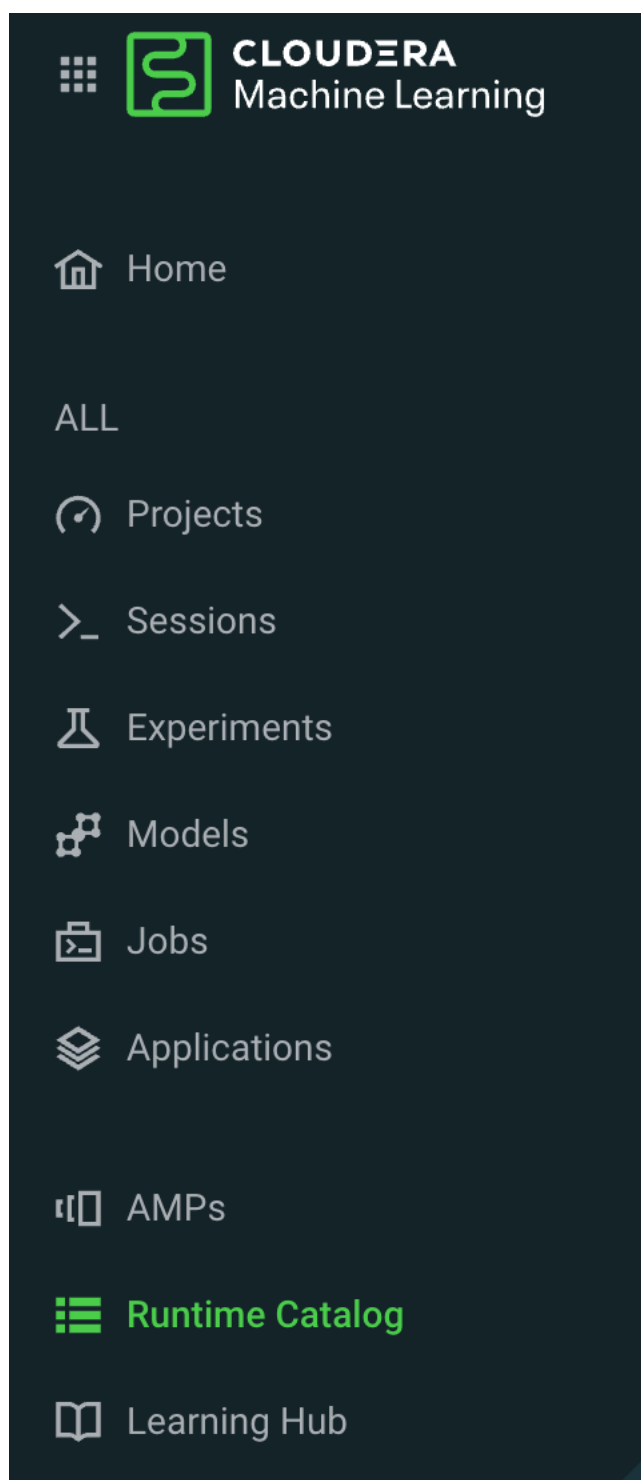 CLOUDERA
Machine Learning
Home
ALL
Projects
Sessions
Experiments
Models
Jobs
Applications
AMPs
Runtime Catalog
Learning Hub